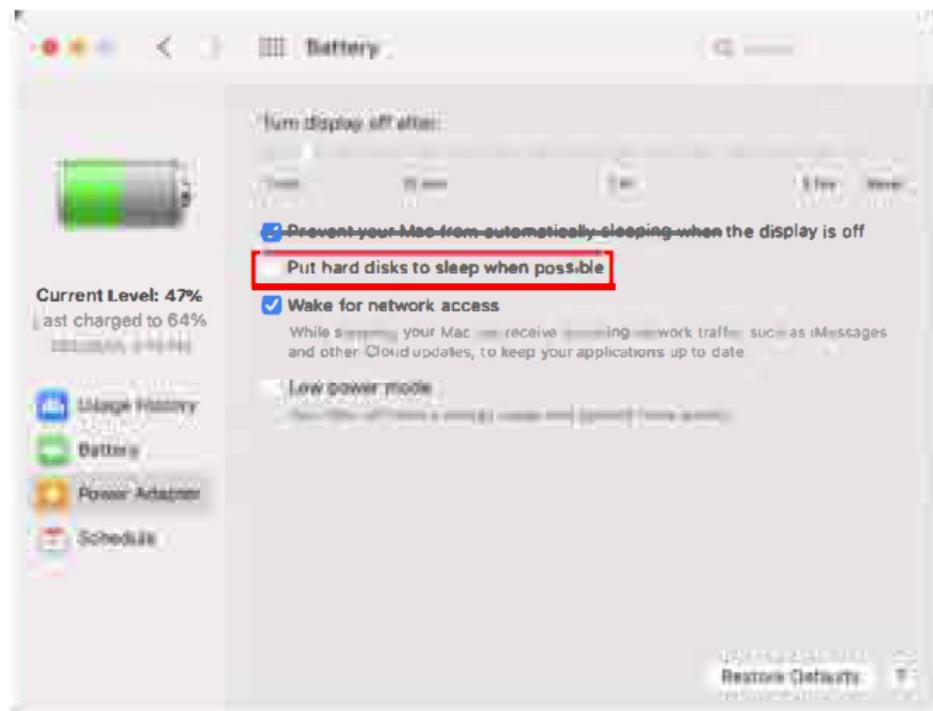 Battery
Turn display off after:
Prevent your Mac from automatically sleeping when the display is off
Put hard disks to sleep when possible
Current Level: 47%
Wake for network access
ast charged to 64%
While your Mac receive network traffic such as iMessages
and other Cloud updates, to keep your applications up to date
Low power mode
Usage History
Battery
Power Adapter
Schedule
Restore Defaults ?